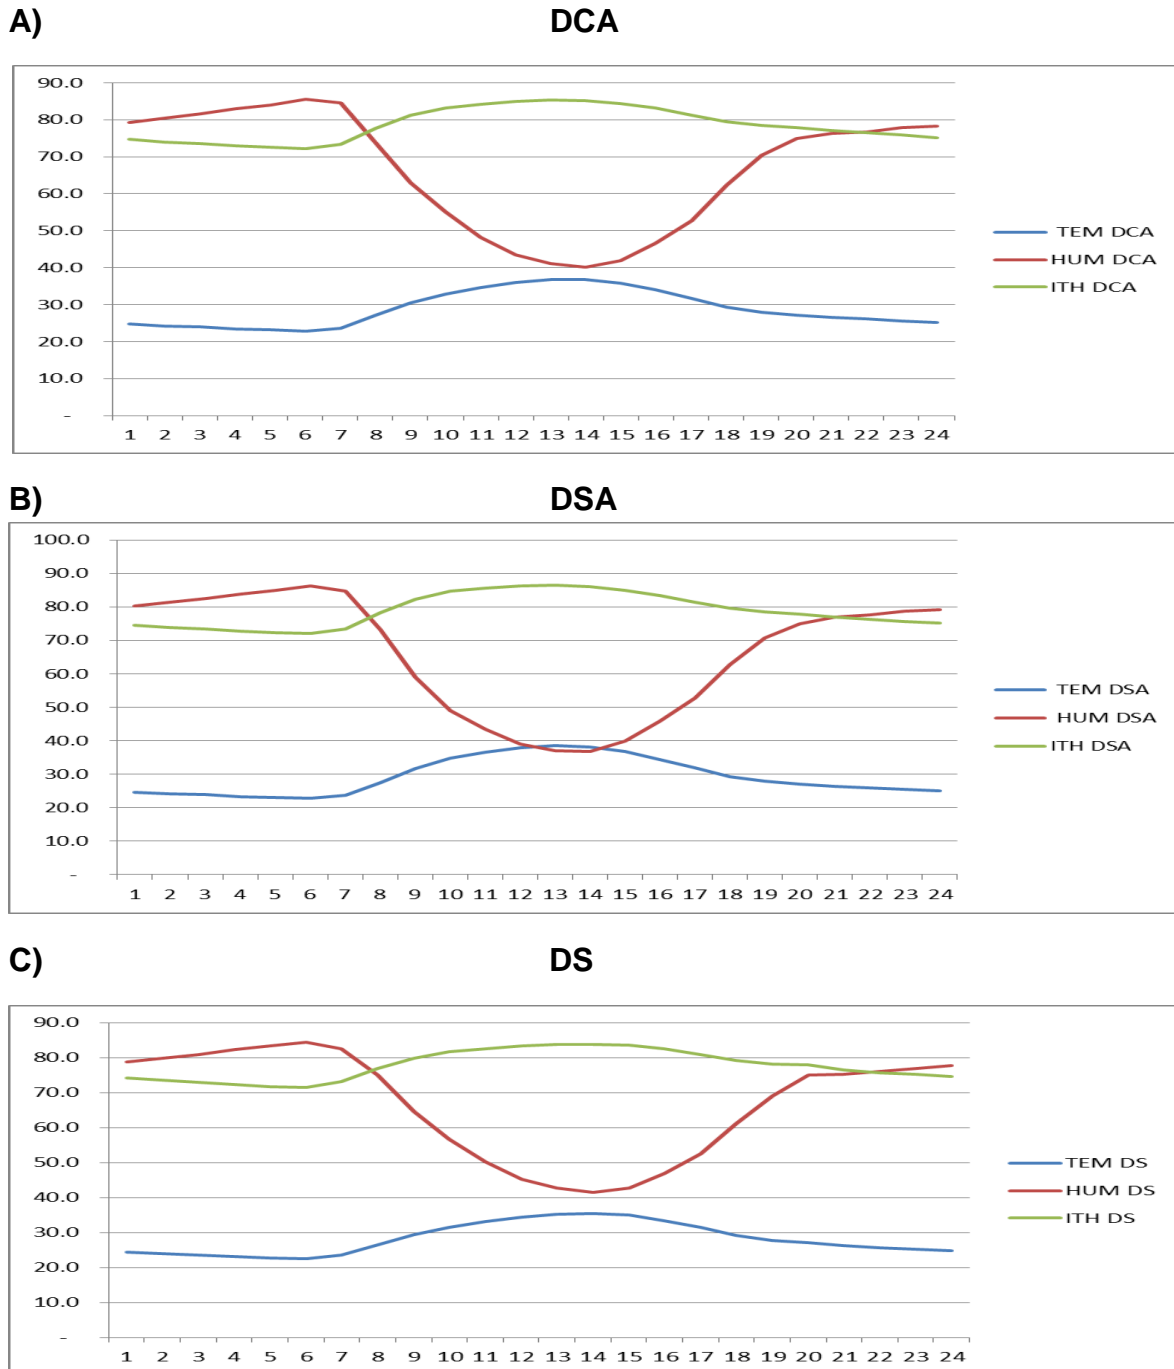 A) DCA
90.0
80.0
70.0
60.0
50.0
40.0
30.0
20.0
10.0
-
1 2 3 4 5 6 7 8 9 10 11 12 13 14 15 16 17 18 19 20 21 22 23 24
TEM DCA
HUM DCA
ITH DCA
B) DSA
100.0
90.0
80.0
70.0
60.0
50.0
40.0
30.0
20.0
10.0
-
1 2 3 4 5 6 7 8 9 10 11 12 13 14 15 16 17 18 19 20 21 22 23 24
TEM DSA
HUM DSA
ITH DSA
C) DS
90.0
80.0
70.0
60.0
50.0
40.0
30.0
20.0
10.0
-
1 2 3 4 5 6 7 8 9 10 11 12 13 14 15 16 17 18 19 20 21 22 23 24
TEM DS
HUM DS
ITH DS